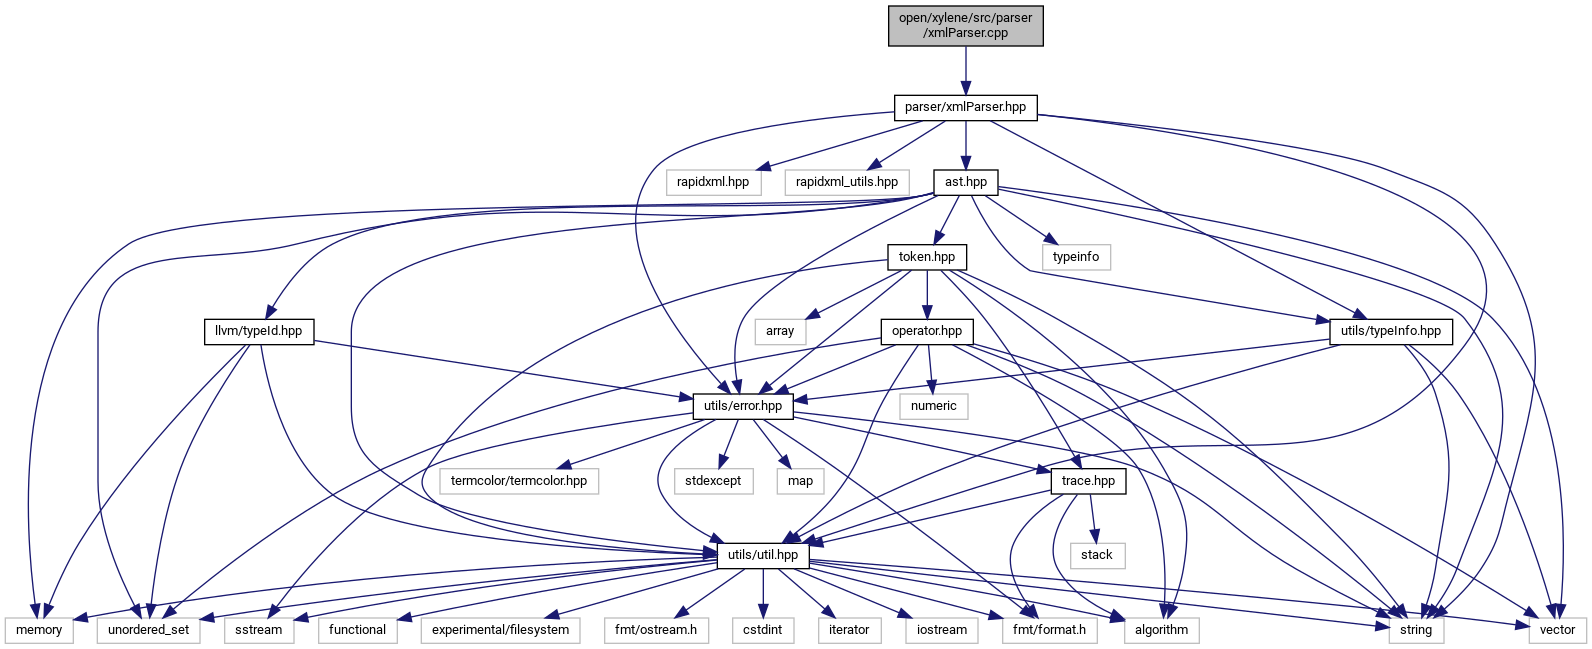 open/xylene/src/parser
/xmlParser.cpp
parser/xmlParser.hpp
rapidxml.hpp
rapidxml_utils.hpp
ast.hpp
token.hpp
typeinfo
llvm/typeId.hpp
array
operator.hpp
utils/typeInfo.hpp
utils/error.hpp
numeric
termcolor/termcolor.hpp
stdexcept
map
trace.hpp
utils/util.hpp
stack
memory
unordered_set
sstream
functional
experimental/filesystem
fmt/ostream.h
cstdint
iterator
iostream
fmt/format.h
algorithm
string
vector